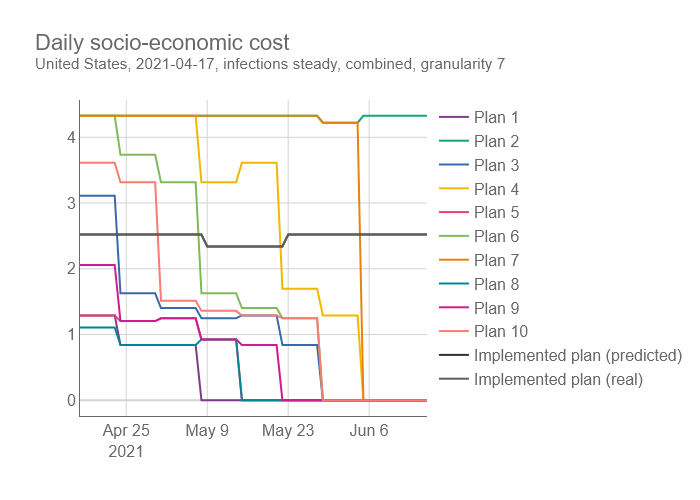 Daily socio-economic cost
United States, 2021-04-17, infections steady, combined, granularity 7
4
3
2
1
0
Apr 25
2021
May 9
May 23
Jun 6
Plan 1
Plan 2
Plan 3
Plan 4
Plan 5
Plan 6
Plan 7
Plan 8
Plan 9
Plan 10
Implemented plan (predicted)
Implemented plan (real)